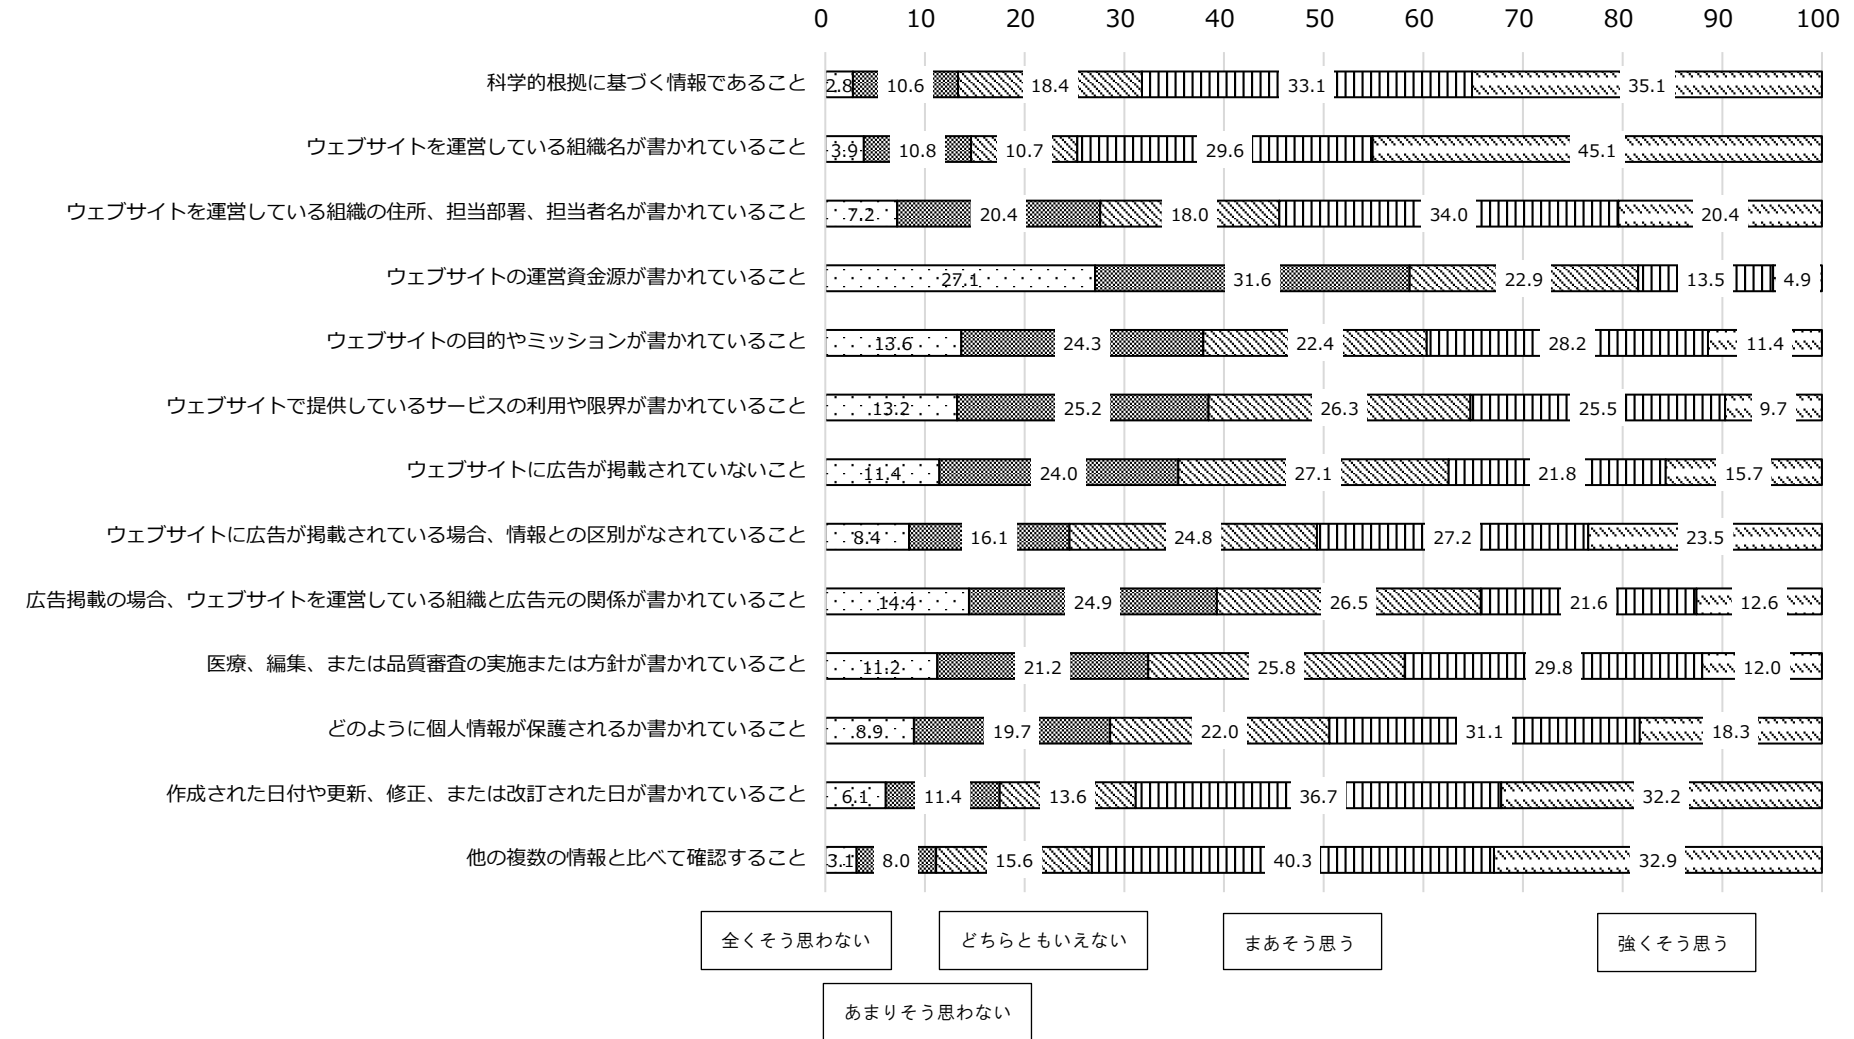 0 10 20 30 40 50 60 70 80 90 100
科学的根拠に基づく情報であること 2.8 10.6 18.4 33.1 35.1
ウェブサイトを運営している組織名が書かれていること 3.9 10.8 10.7 29.6 45.1
ウェブサイトを運営している組織の住所、担当部署、担当者名が書かれていること 7.2 20.4 18.0 34.0 20.4
ウェブサイトの運営資金源が書かれていること 27.1 31.6 22.9 13.5 4.9
ウェブサイトの目的やミッションが書かれていること 13.6 24.3 22.4 28.2 11.4
ウェブサイトで提供しているサービスの利用や限界が書かれていること 13.2 25.2 26.3 25.5 9.7
ウェブサイトに広告が掲載されていないこと 11.4 24.0 27.1 21.8 15.7
ウェブサイトに広告が掲載されている場合、情報との区別がなされていること 8.4 16.1 24.8 27.2 23.5
広告掲載の場合、ウェブサイトを運営している組織と広告元の関係が書かれていること 14.4 24.9 26.5 21.6 12.6
医療、編集、または品質審査の実施または方針が書かれていること 11.2 21.2 25.8 29.8 12.0
どのように個人情報が保護されるか書かれていること 8.9 19.7 22.0 31.1 18.3
作成された日付や更新、修正、または改訂された日が書かれていること 6.1 11.4 13.6 36.7 32.2
他の複数の情報と比べて確認すること 3.1 8.0 15.6 40.3 32.9
全くそう思わない どちらともいえない まあそう思う 強くそう思う
あまりそう思わない